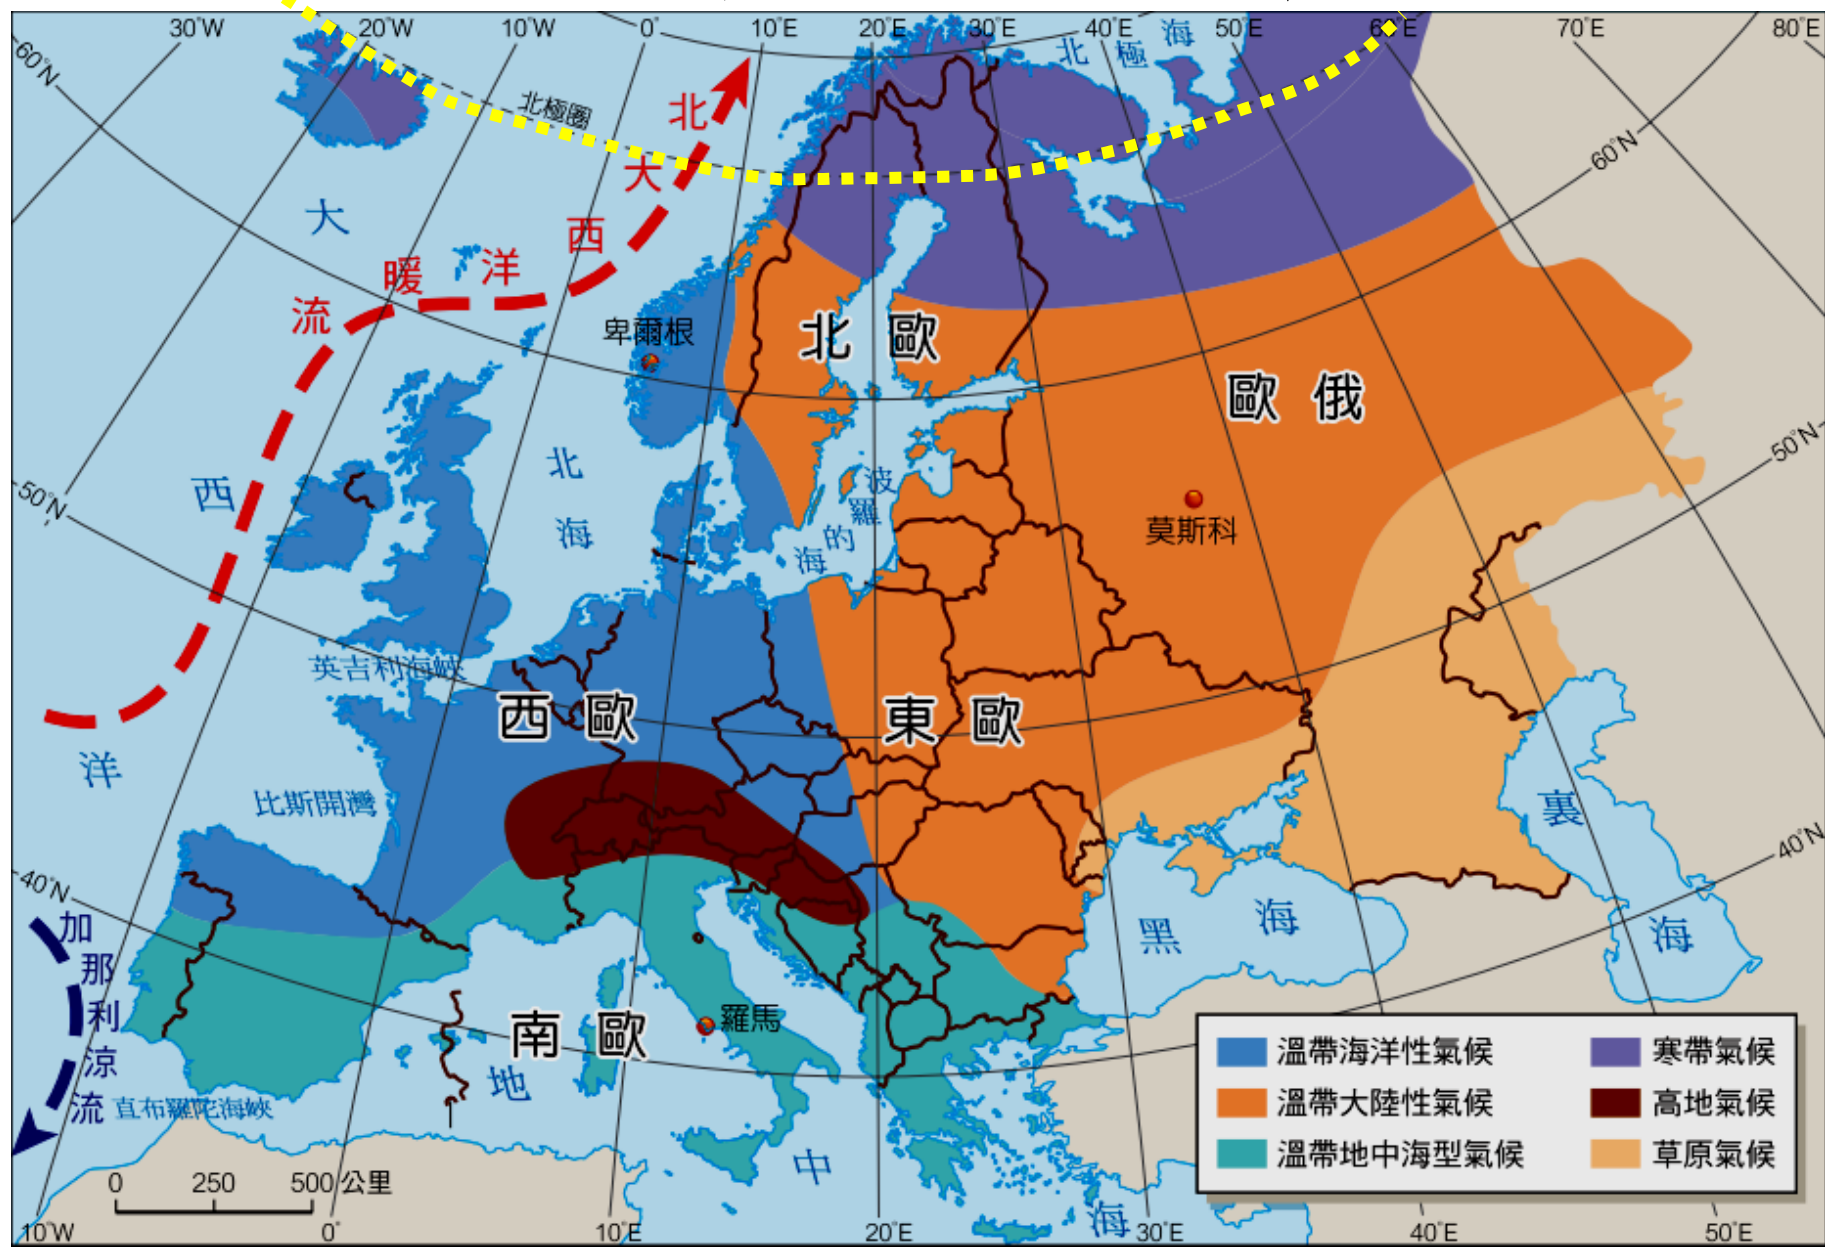 30°W
20°W
10°W
0°
10°E
20°E
30°E
40°E
50°E
60°E
70°E
80°E
60°N
50°N
40°N
60°N
50°N
40°N
北極海
北極圈
北大西洋暖流
大西洋
卑爾根
北歐
歐俄
北海
波羅的海
莫斯科
英吉利海峽
西歐
東歐
比斯開灣
裏海
黑海
加那利涼流
羅馬
南歐
地中海
直布羅陀海峽
溫帶海洋性氣候
寒帶氣候
溫帶大陸性氣候
高地氣候
溫帶地中海型氣候
草原氣候
0 250 500公里
10°W
0°
10°E
20°E
30°E
40°E
50°E